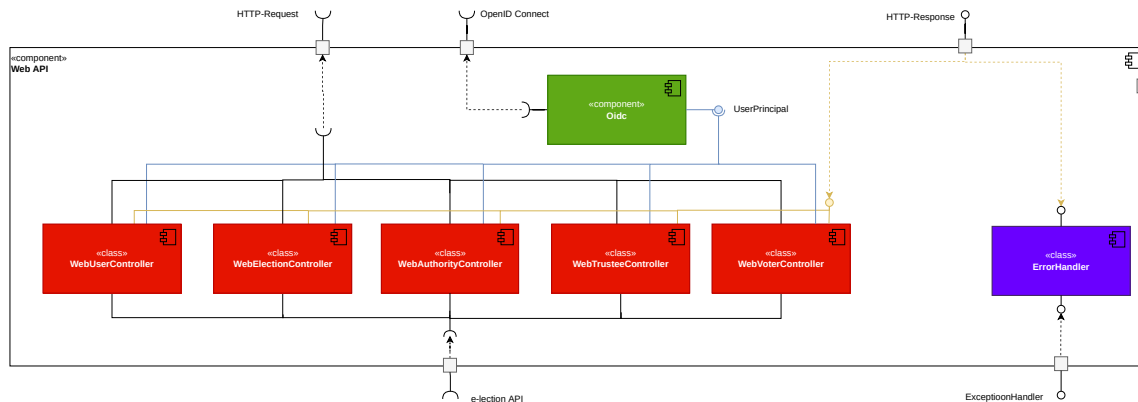 HTTP-Request
OpenID Connect
HTTP-Response
«component»
Web API
«component»
Oidc
UserPrincipal
«class»
WebUserController
«class»
WebElectionController
«class»
WebAuthorityController
«class»
WebTrusteeController
«class»
WebVoterController
«class»
ErrorHandler
e-lection API
ExceptioonHandler